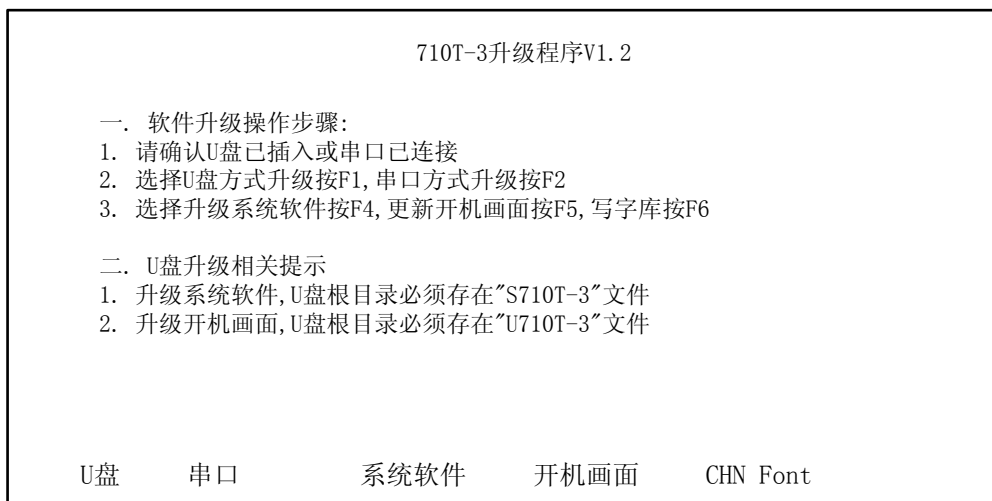 710T-3升级程序V1.2
一. 软件升级操作步骤:
1. 请确认U盘已插入或串口已连接
2. 选择U盘方式升级按F1,串口方式升级按F2
3. 选择升级系统软件按F4,更新开机画面按F5,写字库按F6
二. U盘升级相关提示
1. 升级系统软件,U盘根目录必须存在"S710T-3"文件
2. 升级开机画面,U盘根目录必须存在"U710T-3"文件
U盘 串口 系统软件 开机画面 CHN Font